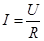 I = U/R